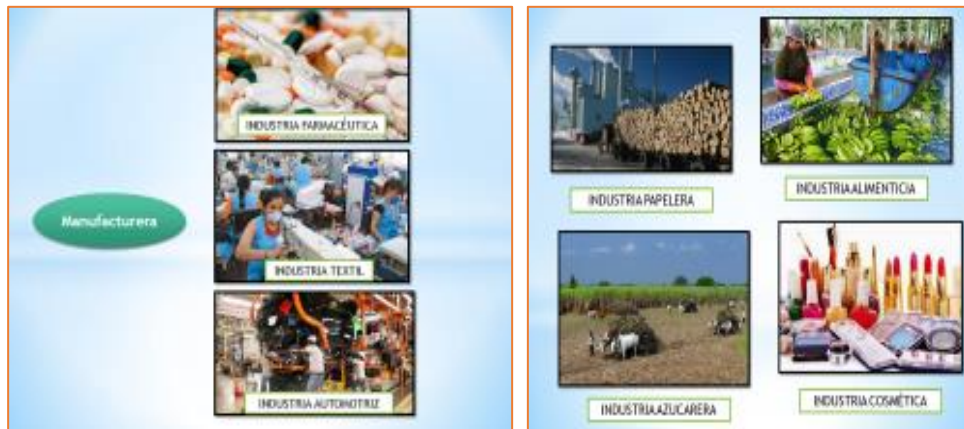 INDUSTRIA FARMACÉUTICA
Manufacturera
INDUSTRIA TEXTIL
INDUSTRIA AUTOMOTRIZ
INDUSTRIA PAPELERA
INDUSTRIA ALIMENTICIA
INDUSTRIA AZUCARERA
INDUSTRIA COSMÉTICA